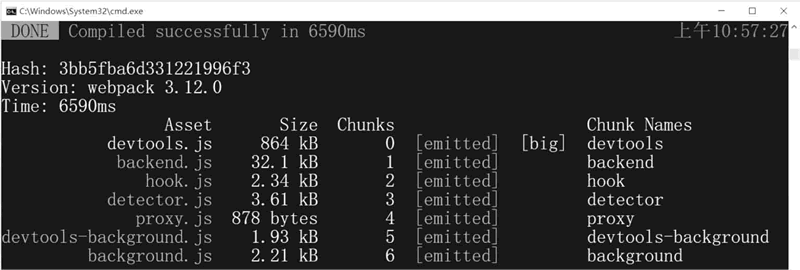 C:\Windows\System32\cmd.exe
DONE Compiled successfully in 6590ms 上午10:57:27
Hash: 3bb5fba6d331221996f3
Version: webpack 3.12.0
Time: 6590ms
Asset Size Chunks Chunk Names
devtools.js 864 kB 0 [emitted] [big] devtools
backend.js 32.1 kB 1 [emitted] backend
hook.js 2.34 kB 2 [emitted] hook
detector.js 3.61 kB 3 [emitted] detector
proxy.js 878 bytes 4 [emitted] proxy
devtools-background.js 1.93 kB 5 [emitted] devtools-background
background.js 2.21 kB 6 [emitted] background